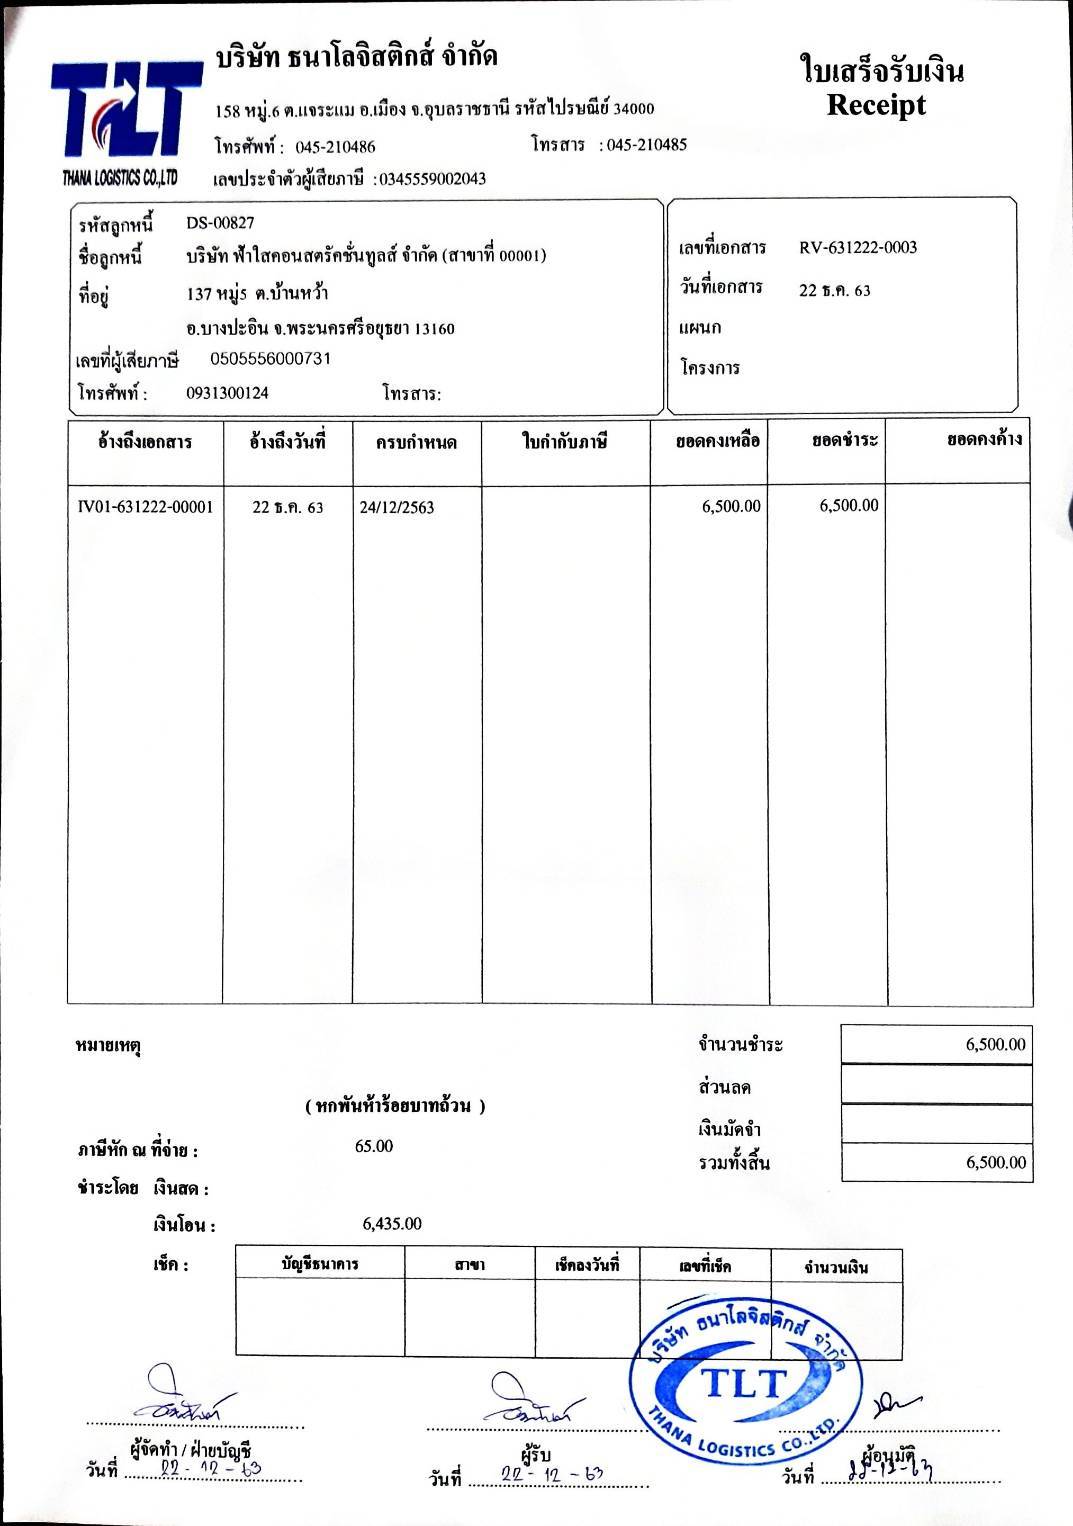 บริษัท ธนาโลจิสติกส์ จำกัด
ใบเสร็จรับเงิน
Receipt
158 หมู่.6 ต.แจระแม อ.เมือง จ.อุบลราชธานี รหัสไปรษณีย์ 34000
โทรศัพท์ : 045-210486 โทรสาร :045-210485
TLT
THANA LOGISTICS CO.,LTD
เลขประจำตัวผู้เสียภาษี :0345559002043
รหัสลูกหนี้ DS-00827
ชื่อลูกหนี้ บริษัท ฟ้าใสคอนสตรัคชั่นทูลส์ จำกัด (สาขาที่ 00001)
ที่อยู่ 137 หมู่5 ต.บ้านหว้า
อ.บางปะอิน จ.พระนครศรีอยุธยา 13160
เลขที่ผู้เสียภาษี 0505556000731
โทรศัพท์ : 0931300124 โทรสาร:
เลขที่เอกสาร RV-631222-0003
วันที่เอกสาร 22 ธ.ค. 63
แผนก
โครงการ
อ้างถึงเอกสาร อ้างถึงวันที่ ครบกำหนด ใบกำกับภาษี ยอดคงเหลือ ยอดชำระ ยอดคงค้าง
IV01-631222-00001 22 ธ.ค. 63 24/12/2563 6,500.00 6,500.00
หมายเหตุ
จำนวนชำระ 6,500.00
ส่วนลด
( หกพันห้าร้อยบาทถ้วน )
เงินมัดจำ
ภาษีหัก ณ ที่จ่าย : 65.00
รวมทั้งสิ้น 6,500.00
ชำระโดย เงินสด :
เงินโอน : 6,435.00
เช็ค : บัญชีธนาคาร สาขา เช็คลงวันที่ เลขที่เช็ค จำนวนเงิน
บริษัท ธนาโลจิสติกส์ จำกัด
TLT
THANA LOGISTICS CO.,LTD.
ผู้จัดทำ / ฝ่ายบัญชี ผู้รับ ผู้อนุมัติ
วันที่ 22-12-63 วันที่ 22-12-63 วันที่ 22-12-63